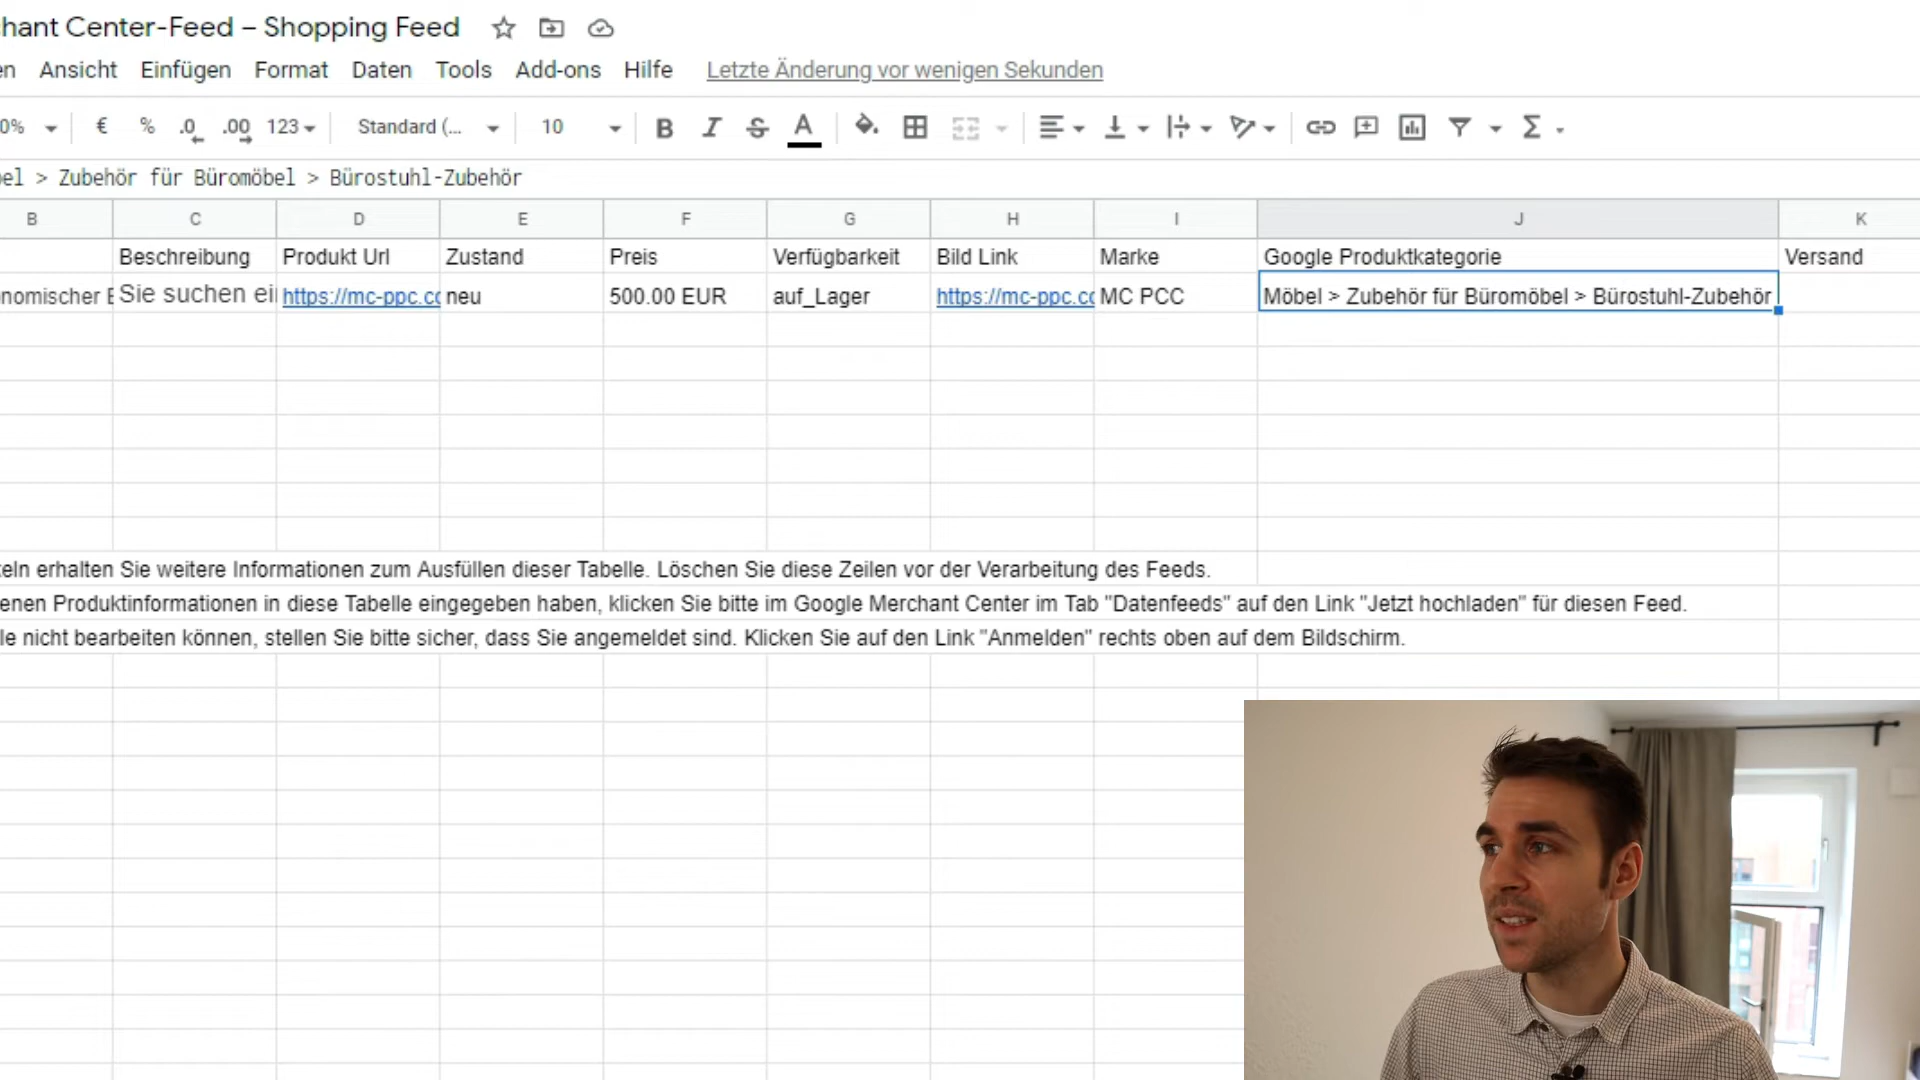 hant Center-Feed – Shopping Feed
en Ansicht Einfügen Format Daten Tools Add-ons Hilfe Letzte Änderung vor wenigen Sekunden
0% € % .0 .00 123 Standard (... 10 B I S A Σ
el > Zubehör für Büromöbel > Bürostuhl-Zubehör
B C D E F G H I J K
Beschreibung Produkt Url Zustand Preis Verfügbarkeit Bild Link Marke Google Produktkategorie Versand
nomischer Sie suchen ei https://mc-ppc.co neu 500.00 EUR auf_Lager https://mc-ppc.co MC PCC Möbel > Zubehör für Büromöbel > Bürostuhl-Zubehör
eln erhalten Sie weitere Informationen zum Ausfüllen dieser Tabelle. Löschen Sie diese Zeilen vor der Verarbeitung des Feeds.
enen Produktinformationen in diese Tabelle eingegeben haben, klicken Sie bitte im Google Merchant Center im Tab "Datenfeeds" auf den Link "Jetzt hochladen" für diesen Feed.
le nicht bearbeiten können, stellen Sie bitte sicher, dass Sie angemeldet sind. Klicken Sie auf den Link "Anmelden" rechts oben auf dem Bildschirm.